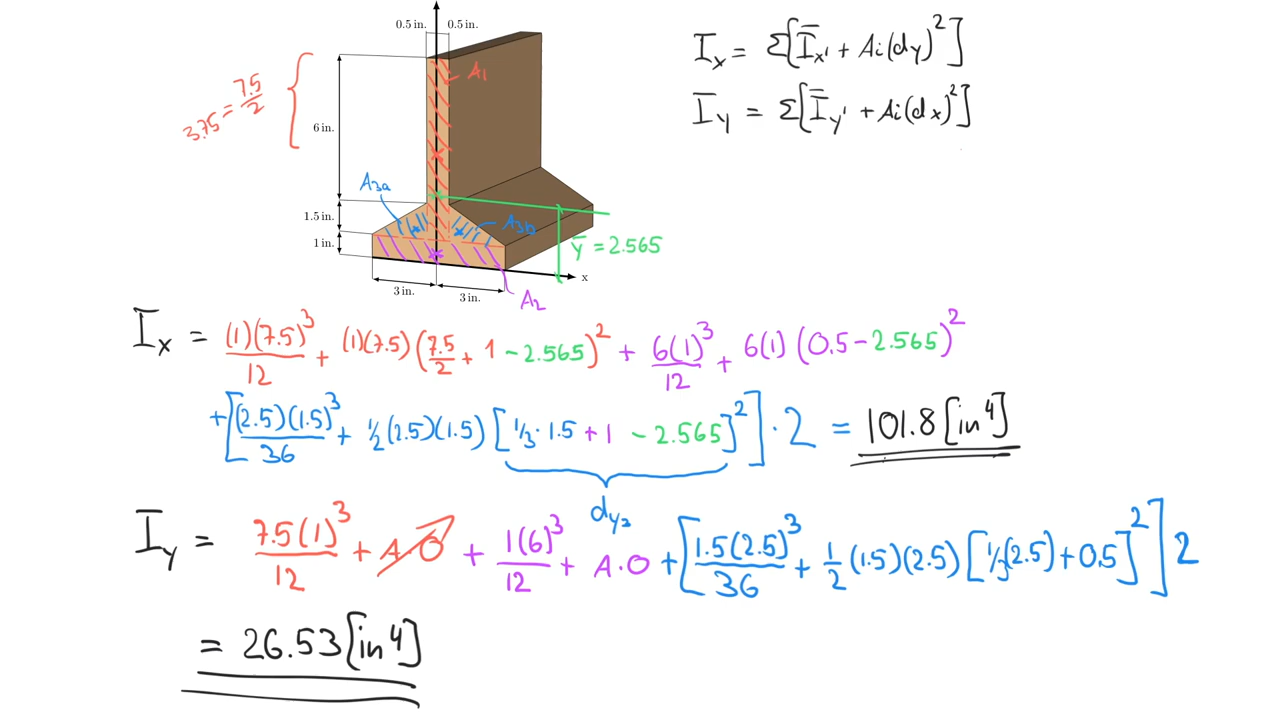 0.5 in. 0.5 in.
A1
3.75 = 7.5/2
6 in.
A3a
1.5 in.
A3b
1 in.
ȳ = 2.565
x
3 in. 3 in.
A2
Ix = Σ[Īx' + Ai(dy)²]
Iy = Σ[Īy' + Ai(dx)²]
Ix = (1)(7.5)³/12 + (1)(7.5)(7.5/2 + 1 - 2.565)² + 6(1)³/12 + 6(1)(0.5 - 2.565)²
+[(2.5)(1.5)³/36 + 1/2(2.5)(1.5)[1/3·1.5 + 1 - 2.565]²]·2 = 101.8[in⁴]
dy₂
Iy = 7.5(1)³/12 + A·0 + 1(6)³/12 + A·0 + [1.5(2.5)³/36 + 1/2(1.5)(2.5)[1/3(2.5) + 0.5]²]2
= 26.53[in⁴]